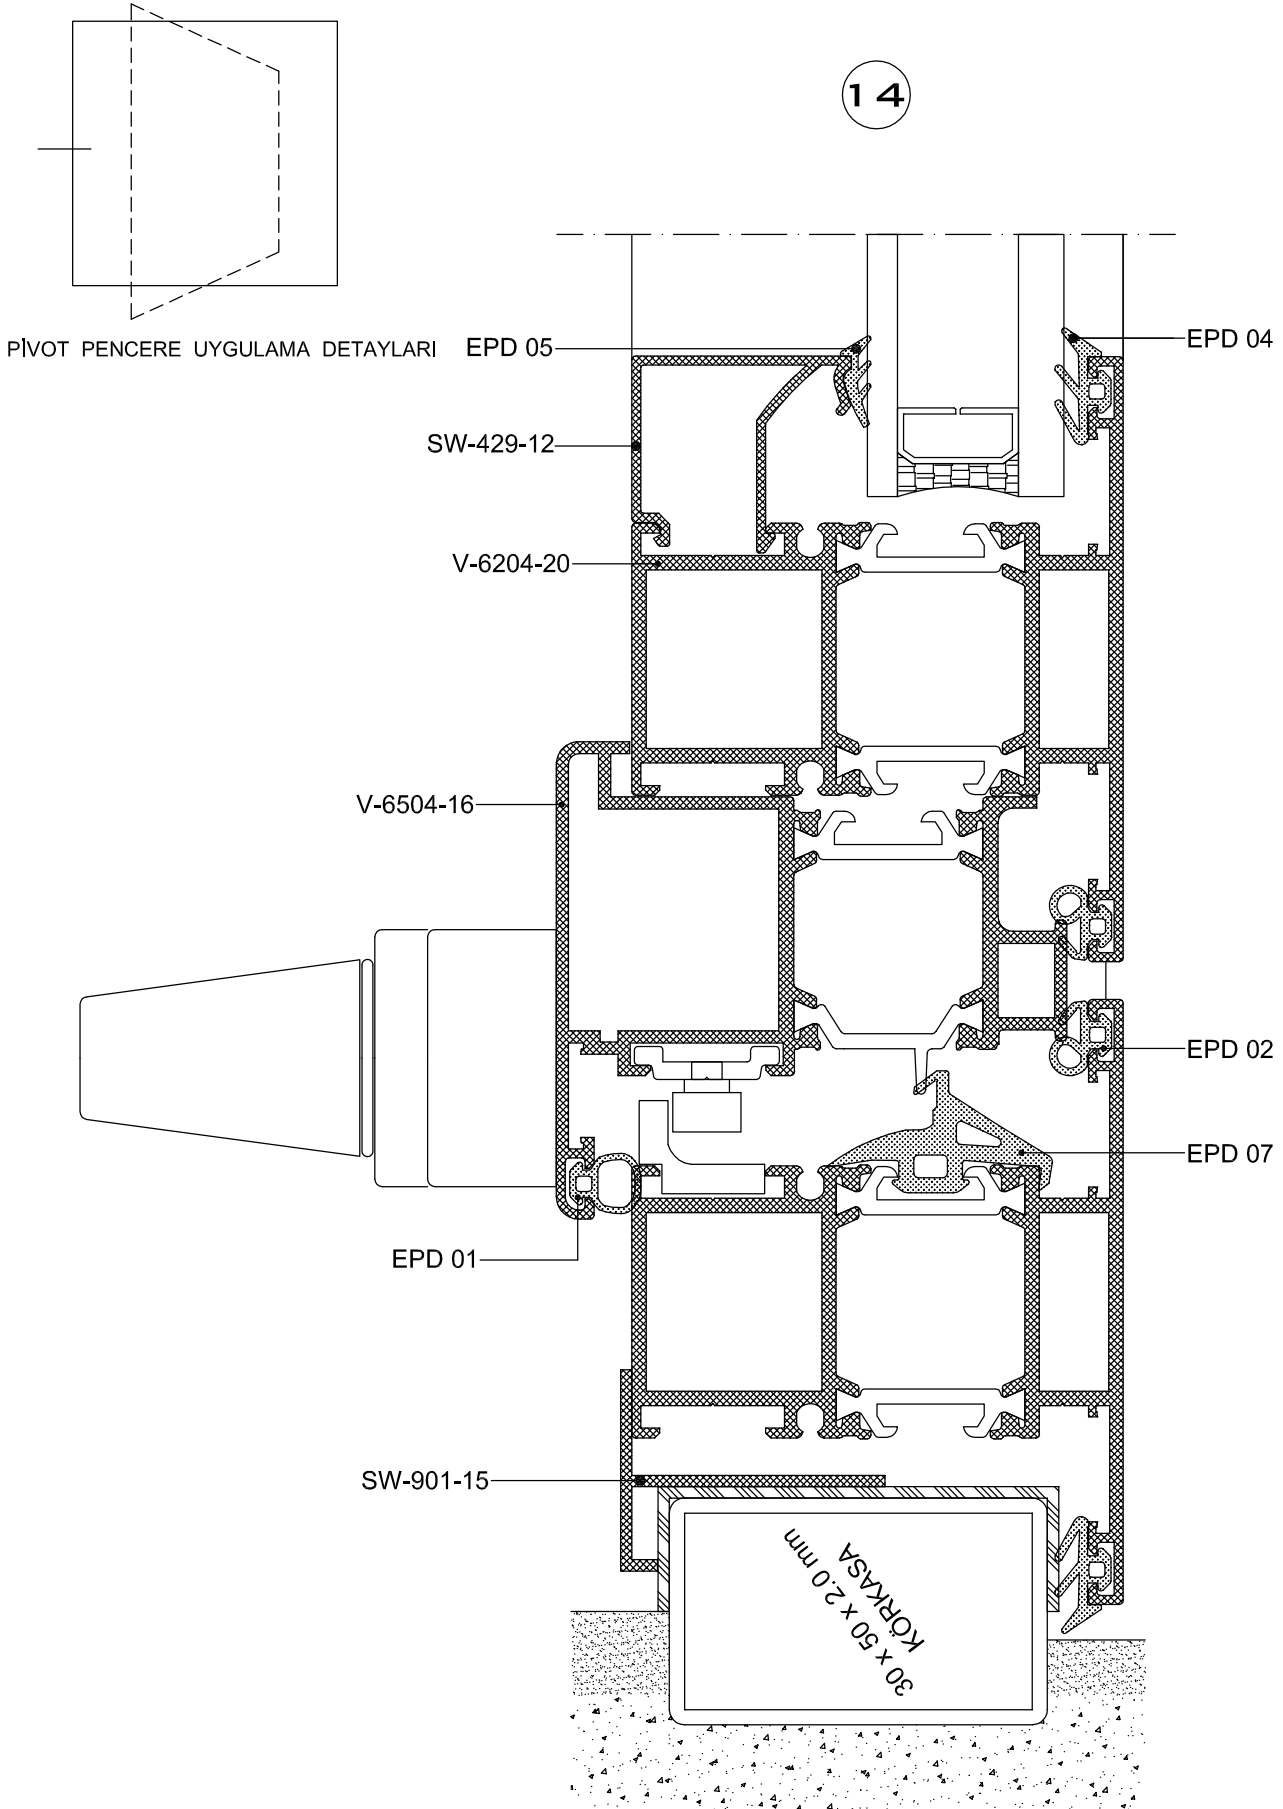 14
PİVOT PENCERE UYGULAMA DETAYLARI
EPD 05
EPD 04
SW-429-12
V-6204-20
V-6504-16
EPD 02
EPD 07
EPD 01
SW-901-15
30 x 50 x 2.0 mm
KÖRKASA